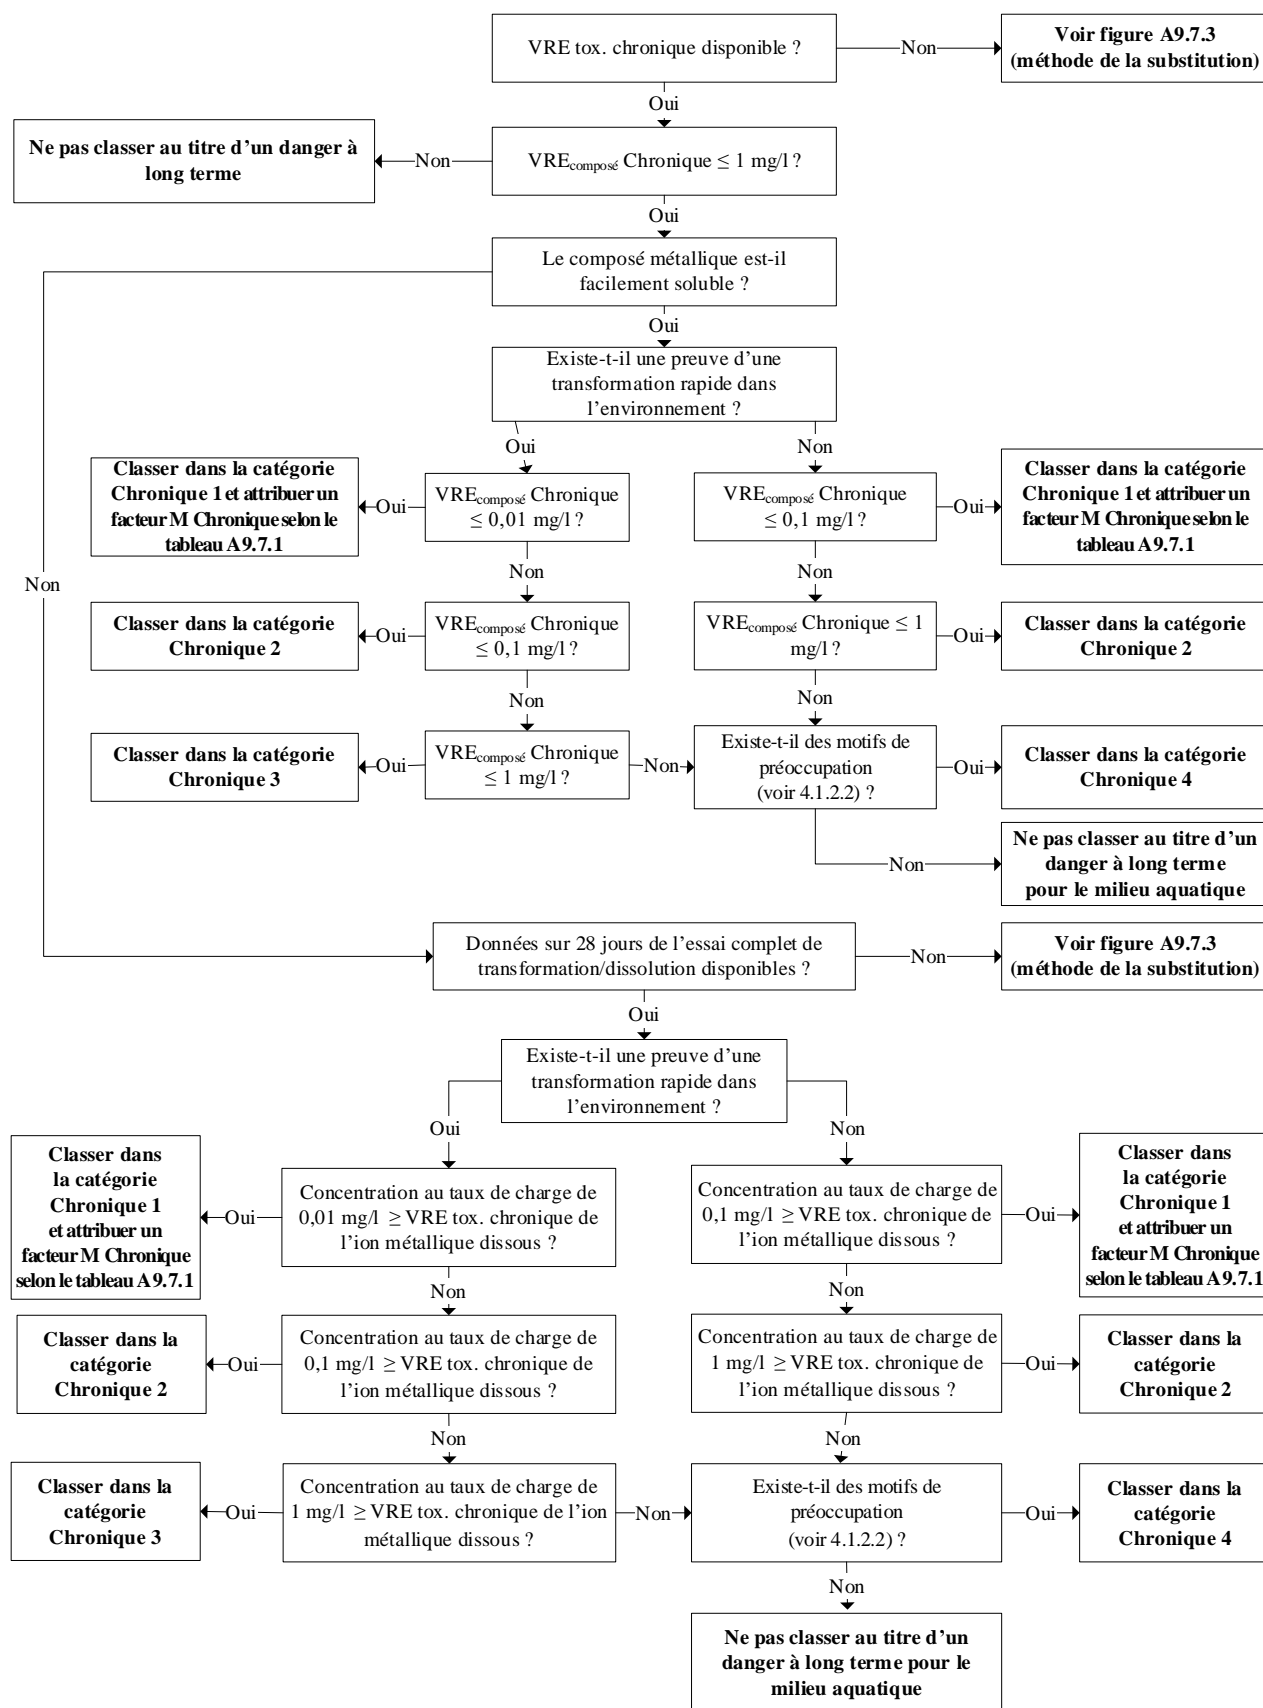 VRE tox. chronique disponible ?
Non
Voir figure A9.7.3
(méthode de la substitution)
Oui
Ne pas classer au titre d'un danger à
long terme
Non
VREcomposé Chronique ≤ 1 mg/l ?
Oui
Le composé métallique est-il
facilement soluble ?
Oui
Existe-t-il une preuve d'une
transformation rapide dans
l'environnement ?
Oui
Non
Classer dans la catégorie
Chronique 1 et attribuer un
facteur M Chronique selon le
tableau A9.7.1
Oui
VREcomposé Chronique
≤ 0,01 mg/l ?
VREcomposé Chronique
≤ 0,1 mg/l ?
Oui
Classer dans la catégorie
Chronique 1 et attribuer un
facteur M Chronique selon le
tableau A9.7.1
Non
Non
Non
Classer dans la catégorie
Chronique 2
Oui
VREcomposé Chronique
≤ 0,1 mg/l ?
VREcomposé Chronique ≤ 1
mg/l ?
Oui
Classer dans la catégorie
Chronique 2
Non
Non
Classer dans la catégorie
Chronique 3
Oui
VREcomposé Chronique
≤ 1 mg/l ?
Non
Existe-t-il des motifs de
préoccupation
(voir 4.1.2.2) ?
Oui
Classer dans la catégorie
Chronique 4
Non
Ne pas classer au titre d'un
danger à long terme
pour le milieu aquatique
Données sur 28 jours de l'essai complet de
transformation/dissolution disponibles ?
Non
Voir figure A9.7.3
(méthode de la substitution)
Oui
Existe-t-il une preuve d'une
transformation rapide dans
l'environnement ?
Oui
Non
Classer dans
la catégorie
Chronique 1
et attribuer un
facteur M Chronique
selon le tableau A9.7.1
Oui
Concentration au taux de charge de
0,01 mg/l ≥ VRE tox. chronique de
l'ion métallique dissous ?
Concentration au taux de charge de
0,1 mg/l ≥ VRE tox. chronique de
l'ion métallique dissous ?
Oui
Classer dans
la catégorie
Chronique 1
et attribuer un
facteur M Chronique
selon le tableau A9.7.1
Non
Non
Classer dans la
catégorie
Chronique 2
Oui
Concentration au taux de charge de
0,1 mg/l ≥ VRE tox. chronique de
l'ion métallique dissous ?
Concentration au taux de charge de
1 mg/l ≥ VRE tox. chronique de
l'ion métallique dissous ?
Oui
Classer dans la
catégorie
Chronique 2
Non
Non
Classer dans la
catégorie
Chronique 3
Oui
Concentration au taux de charge de
1 mg/l ≥ VRE tox. chronique de l'ion
métallique dissous ?
Non
Existe-t-il des motifs de
préoccupation
(voir 4.1.2.2) ?
Oui
Classer dans la
catégorie
Chronique 4
Non
Ne pas classer au titre d'un
danger à long terme pour le
milieu aquatique